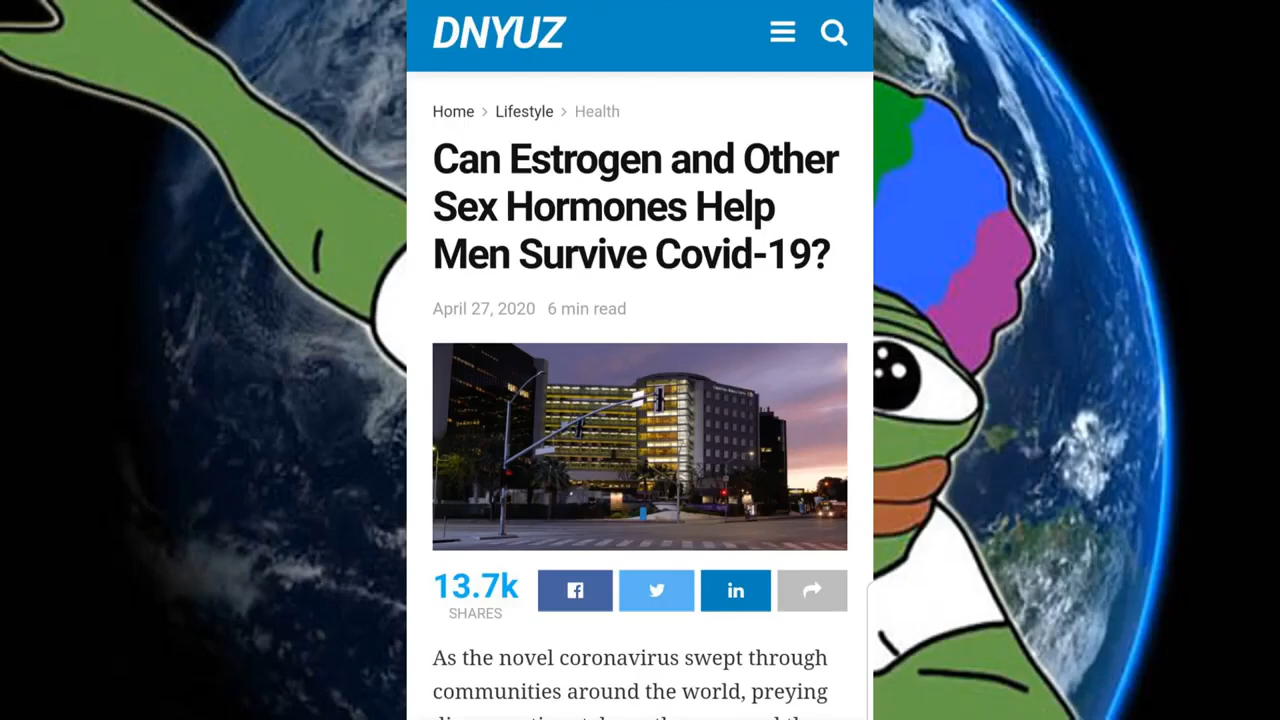 DNYUZ
Home > Lifestyle > Health
Can Estrogen and Other
Sex Hormones Help
Men Survive Covid-19?
April 27, 2020 6 min read
13.7k
SHARES
As the novel coronavirus swept through
communities around the world, preying